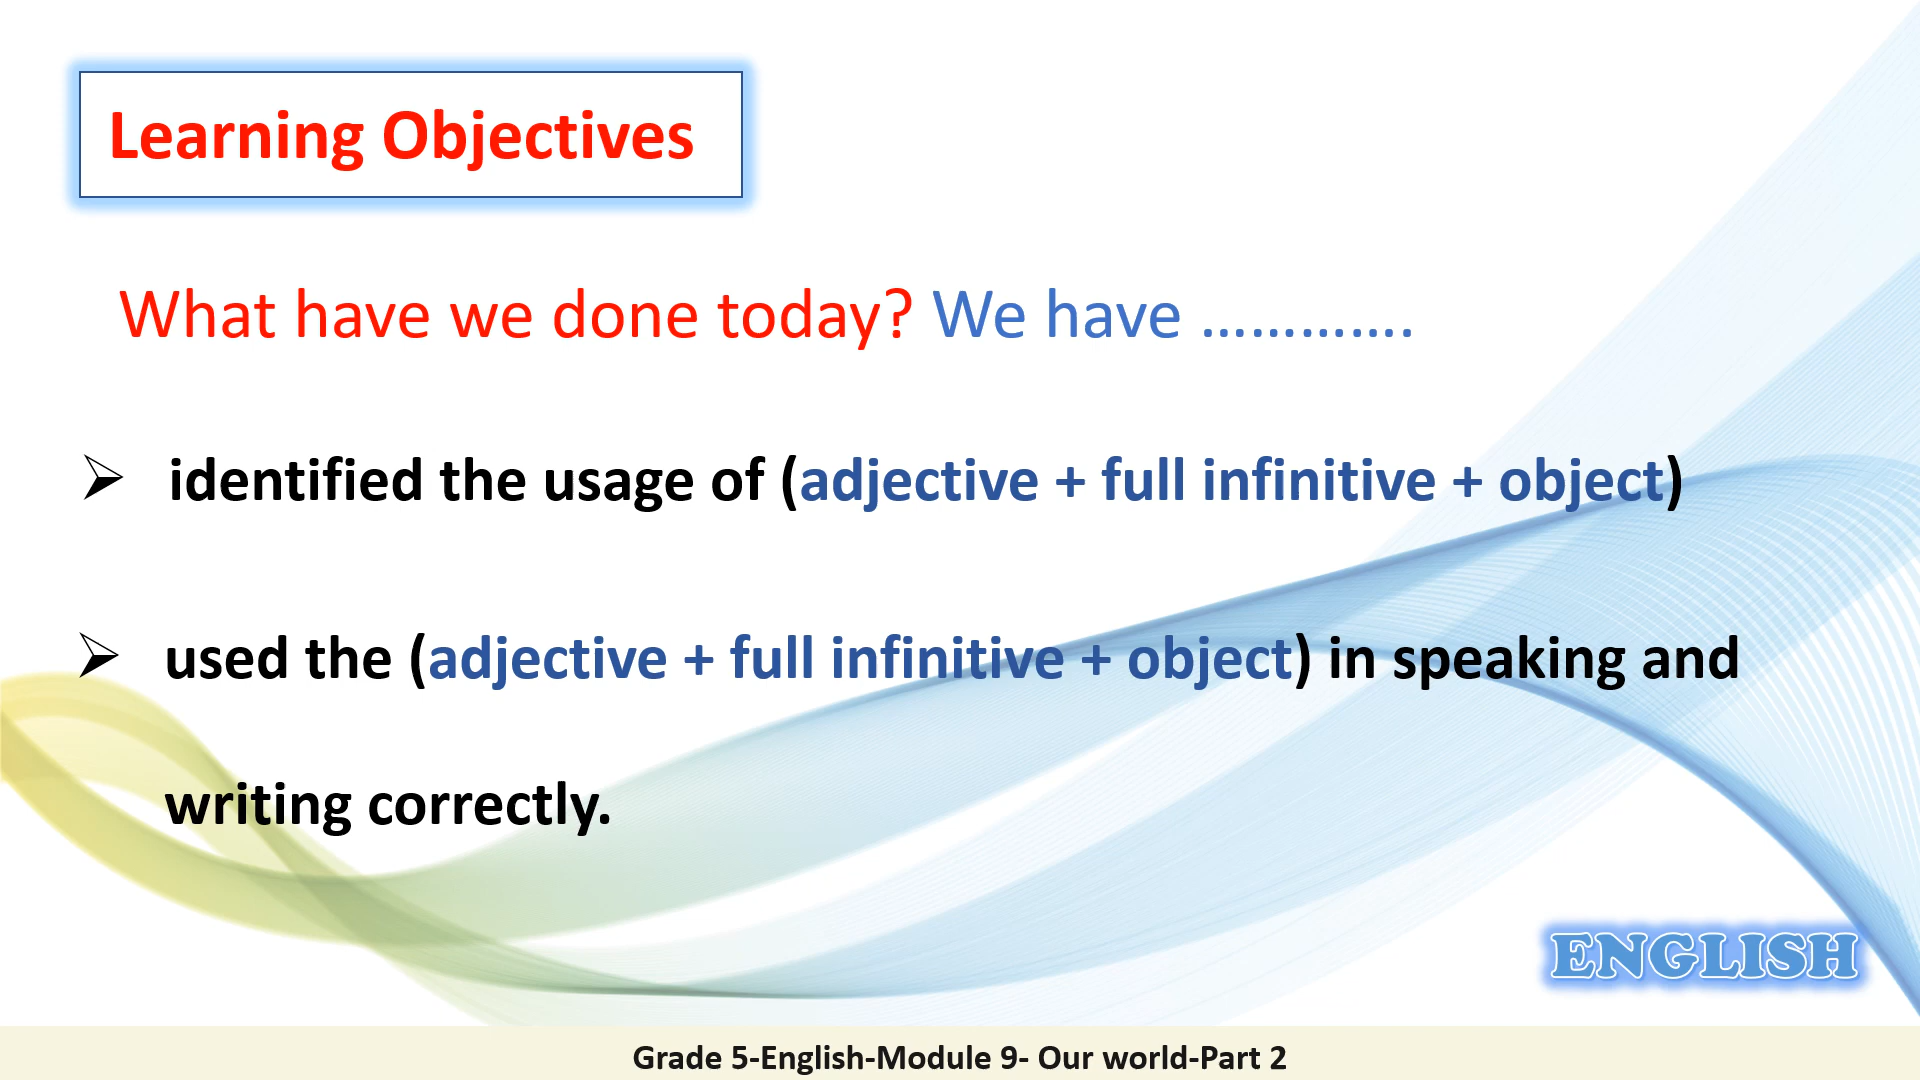 Learning Objectives
What have we done today? We have .............
➢ identified the usage of (adjective + full infinitive + object)
➢ used the (adjective + full infinitive + object) in speaking and
writing correctly.
ENGLISH
Grade 5-English-Module 9- Our world-Part 2